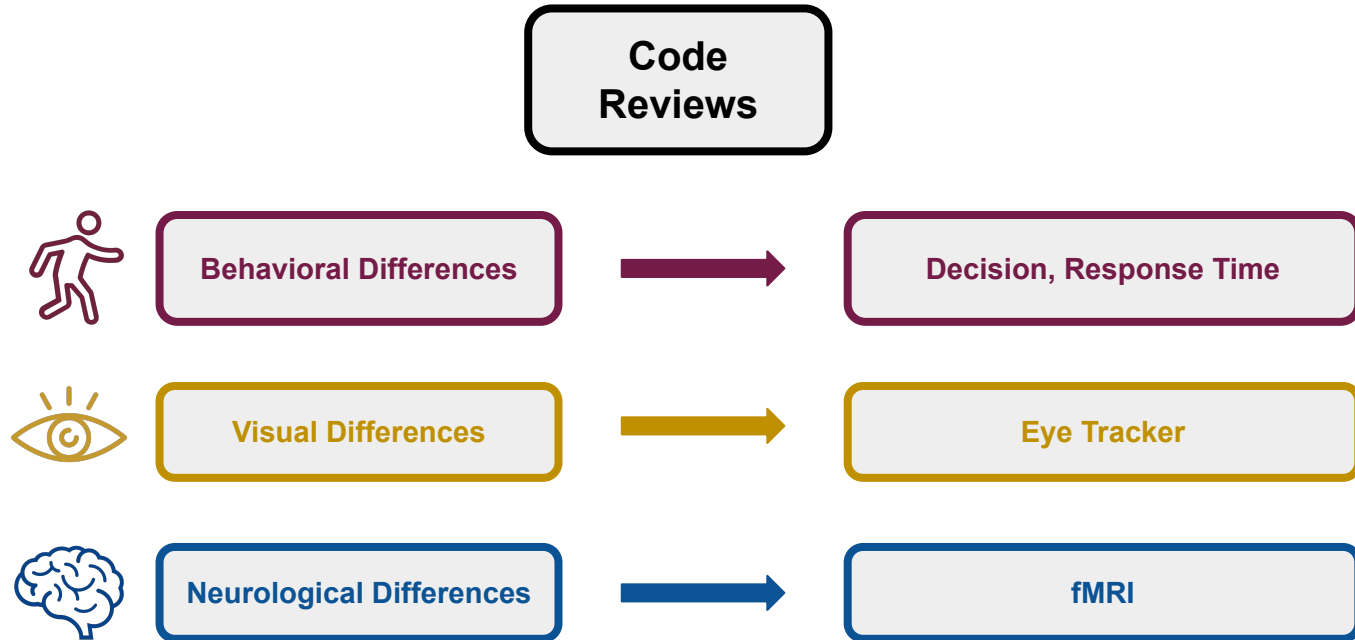 Code
Reviews
Behavioral Differences
Decision, Response Time
Visual Differences
Eye Tracker
Neurological Differences
fMRI